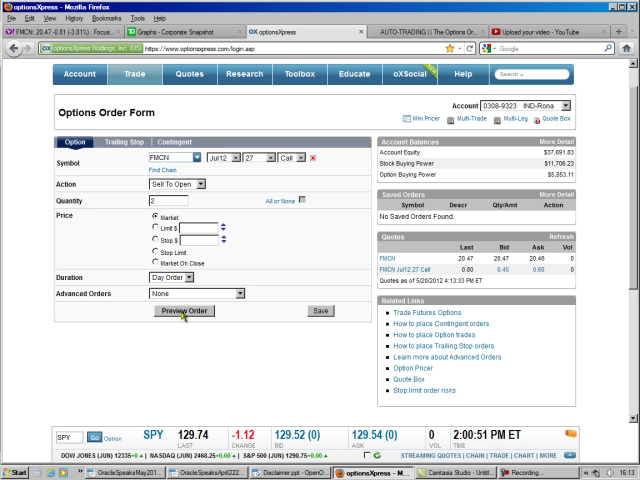 optionsXpress - Mozilla Firefox
File Edit View History Bookmarks Tools Help
FMCN: 20.47 -0.81 (-3.81%) : Focus... × Graphs - Corporate Snapshot × OX optionsXpress × AUTO-TRADING || The Options Or... × Upload your video - YouTube ×
OX optionsXpress Holdings, Inc. (US) https://www.optionsxpress.com/login.asp Google
Account Trade Quotes Research Toolbox Educate oXSocial Help Search
Options Order Form
Account 0308-9323 IND-Rona
Mini Pricer Multi-Trade Multi-Leg Quote Box
Option Trailing Stop Contingent
Symbol FMCN Jul12 27 Call
Find Chain
Action Sell To Open
Quantity 2 All or None
Price Market
Limit $
Stop $
Stop Limit
Market On Close
Duration Day Order
Advanced Orders None
Preview Order Save
Account Balances More Detail
Account Equity $37,691.83
Stock Buying Power $11,706.23
Option Buying Power $5,853.11
Saved Orders More Detail
Symbol Descr Qty/Amt Action
No Saved Orders Found.
Quotes Refresh
Last Bid Ask Vol
FMCN 20.47 20.47 20.48 0
FMCN Jul12 27 Call 0.80 0.45 0.60 0
Quotes as of 5/20/2012 4:13:33 PM ET
Related Links
Trade Futures Options
How to place Contingent orders
How to place Option trades
How to place Trailing Stop orders
Learn more about Advanced Orders
Option Pricer
Quote Box
Stop limit order risks
SPY Go Option SPY 129.74 -1.12 129.52 (0) 129.54 (0) 0 2:00:51 PM ET
LAST CHANGE BID ASK VOL TIME
DOW JONES (JUN) 12335+0 | NASDAQ (JUN) 2468.25+0.00 | S&P 500 (JUN) 1290.75+0.00 STREAMING QUOTES | CHAIN | TRADE | CHART | MORE
Start OracleSpeaksMay201... OracleSpeaksApril222... Disclaimer.ppt - OpenO... optionsXpress - M... Camtasia Studio - Untitl... Recording... 16:13